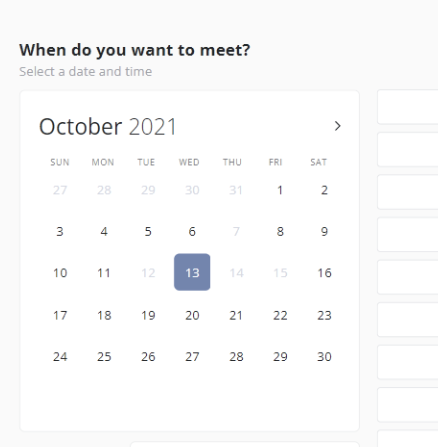 When do you want to meet?
Select a date and time
October 2021
SUN MON TUE WED THU FRI SAT
27 28 29 30 31 1 2
3 4 5 6 7 8 9
10 11 12 13 14 15 16
17 18 19 20 21 22 23
24 25 26 27 28 29 30